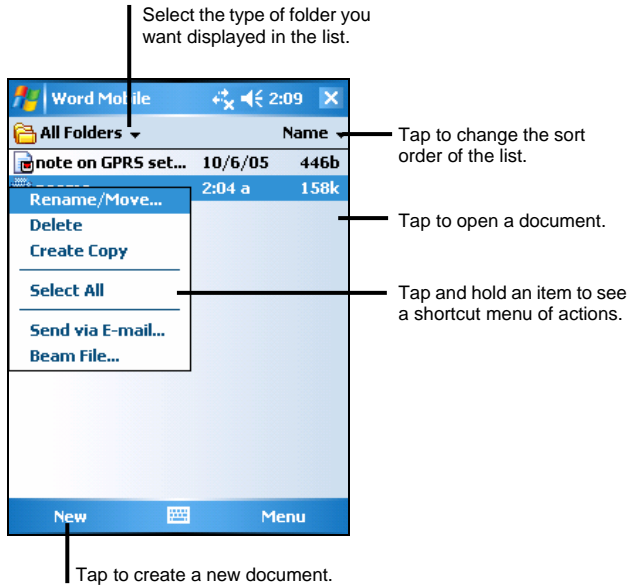 Select the type of folder you
want displayed in the list.
Word Mobile 2:09
All Folders Name
Tap to change the sort
order of the list.
note on GPRS set... 10/6/05 446b
2:04 a 158k
Rename/Move...
Tap to open a document.
Delete
Create Copy
Select All
Tap and hold an item to see
a shortcut menu of actions.
Send via E-mail...
Beam File...
New Menu
Tap to create a new document.